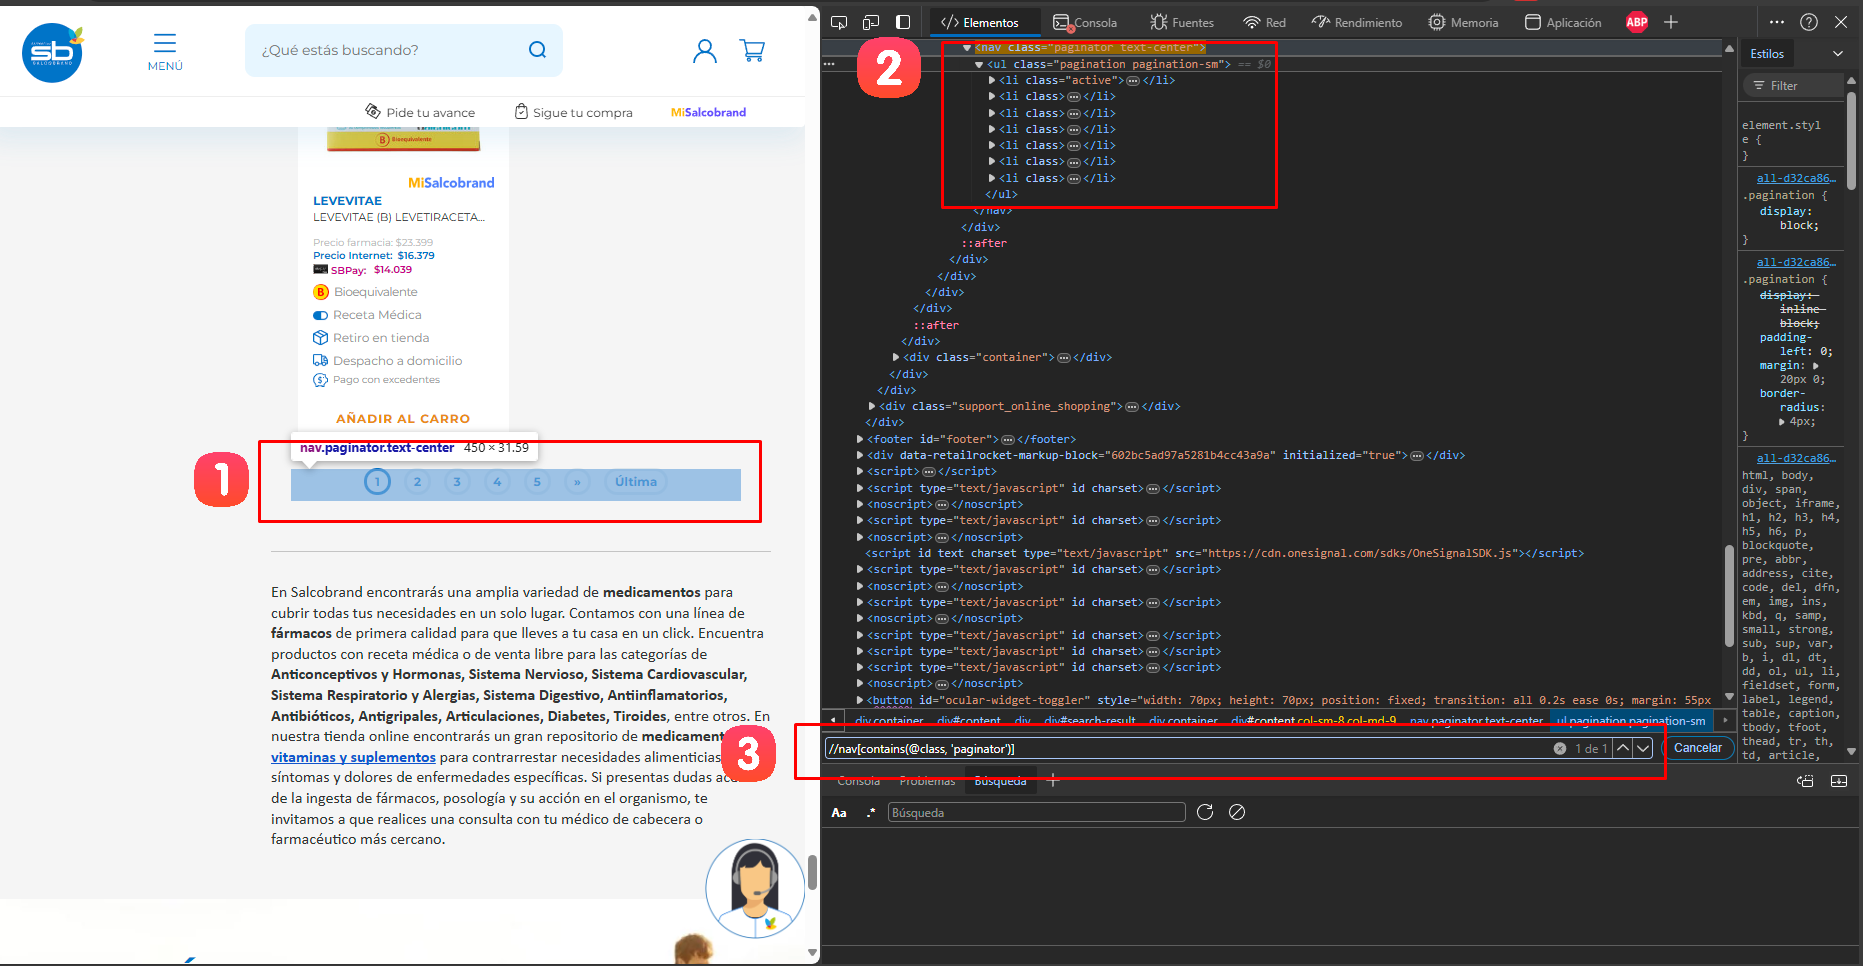 sb
SALCOBRAND
MENÚ
¿Qué estás buscando?
Pide tu avance
Sigue tu compra
MiSalcobrand
Bioequivalente
MiSalcobrand
LEVEVITAE
LEVEVITAE (B) LEVETIRACETA...
Precio farmacia: $23.399
Precio Internet: $16.379
SBPay: $14.039
B Bioequivalente
Receta Médica
Retiro en tienda
Despacho a domicilio
Pago con excedentes
AÑADIR AL CARRO
nav.paginator.text-center 450 × 31.59
1
1 2 3 4 5 » Última
En Salcobrand encontrarás una amplia variedad de medicamentos para
cubrir todas tus necesidades en un solo lugar. Contamos con una línea de
fármacos de primera calidad para que lleves a tu casa en un click. Encuentra
productos con receta médica o de venta libre para las categorías de
Anticonceptivos y Hormonas, Sistema Nervioso, Sistema Cardiovascular,
Sistema Respiratorio y Alergias, Sistema Digestivo, Antiinflamatorios,
Antibióticos, Antigripales, Articulaciones, Diabetes, Tiroides, entre otros. En
nuestra tienda online encontrarás un gran repositorio de medicament
vitaminas y suplementos para contrarrestar necesidades alimenticias
síntomas y dolores de enfermedades específicas. Si presentas dudas ac
de la ingesta de fármacos, posología y su acción en el organismo, te
invitamos a que realices una consulta con tu médico de cabecera o
farmacéutico más cercano.
Elementos Consola Fuentes Red Rendimiento Memoria Aplicación ABP
2
<nav class="paginator text-center">
<ul class="pagination pagination-sm"> == $0
<li class="active">…</li>
<li class>…</li>
<li class>…</li>
<li class>…</li>
<li class>…</li>
<li class>…</li>
<li class>…</li>
</ul>
</nav>
</div>
::after
</div>
</div>
</div>
</div>
::after
</div>
<div class="container">…</div>
</div>
</div>
<div class="support_online_shopping">…</div>
</div>
<footer id="footer">…</footer>
<div data-retailrocket-markup-block="602bc5ad97a5281b4cc43a9a" initialized="true">…</div>
<script>…</script>
<script type="text/javascript" id charset>…</script>
<noscript>…</noscript>
<script type="text/javascript" id charset>…</script>
<noscript>…</noscript>
<script id text charset type="text/javascript" src="https://cdn.onesignal.com/sdks/OneSignalSDK.js"></script>
<script type="text/javascript" id charset>…</script>
<noscript>…</noscript>
<script type="text/javascript" id charset>…</script>
<noscript>…</noscript>
<script type="text/javascript" id charset>…</script>
<script type="text/javascript" id charset>…</script>
<script type="text/javascript" id charset>…</script>
<noscript>…</noscript>
<button id="ocular-widget-toggler" style="width: 70px; height: 70px; position: fixed; transition: all 0.2s ease 0s; margin: 55px
div.container div#content div div#search-result div.container div#content.col-sm-8.col-md-9 nav.paginator.text-center ul.pagination.pagination-sm
3
//nav[contains(@class, 'paginator')]
1 de 1
Cancelar
Consola Problemas Búsqueda
Aa .* Búsqueda
Estilos
Filter
element.styl
e {
}
all-d32ca86…
.pagination {
display:
block;
}
all-d32ca86…
.pagination {
display:
inline-
block;
padding-
left: 0;
margin:
20px 0;
border-
radius:
4px;
}
all-d32ca86…
html, body,
div, span,
object, iframe,
h1, h2, h3, h4,
h5, h6, p,
blockquote,
pre, abbr,
address, cite,
code, del, dfn,
em, img, ins,
kbd, q, samp,
small, strong,
sub, sup, var,
b, i, dl, dt,
dd, ol, ul, li,
fieldset, form,
label, legend,
table, caption,
tbody, tfoot,
thead, tr, th,
td, article,